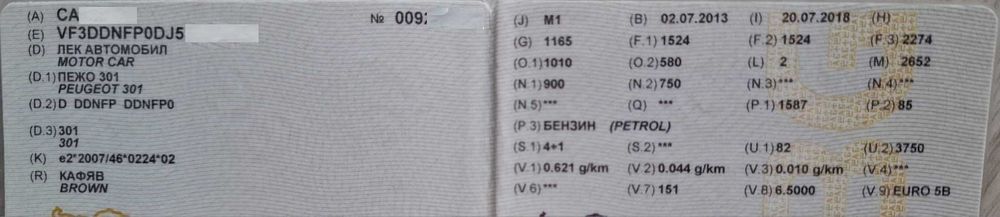 (A) CA
№ 0092
(E) VF3DDNFP0DJ5
(D) ЛЕК АВТОМОБИЛ
MOTOR CAR
(D.1) ПЕЖО 301
PEUGEOT 301
(D.2) D DDNFP DDNFP0
(D.3) 301
301
(K) e2*2007/46*0224*02
(R) КАФЯВ
BROWN
(J) M1 (B) 02.07.2013 (I) 20.07.2018 (H)
(G) 1165 (F.1) 1524 (F.2) 1524 (F.3) 2274
(O.1) 1010 (O.2) 580 (L) 2 (M) 2652
(N.1) 900 (N.2) 750 (N.3) *** (N.4) ***
(N.5) *** (Q) *** (P.1) 1587 (P.2) 85
(P.3) БЕНЗИН (PETROL)
(S.1) 4+1 (S.2) *** (U.1) 82 (U.2) 3750
(V.1) 0.621 g/km (V.2) 0.044 g/km (V.3) 0.010 g/km (V.4) ***
(V.6) *** (V.7) 151 (V.8) 6.5000 (V.9) EURO 5B